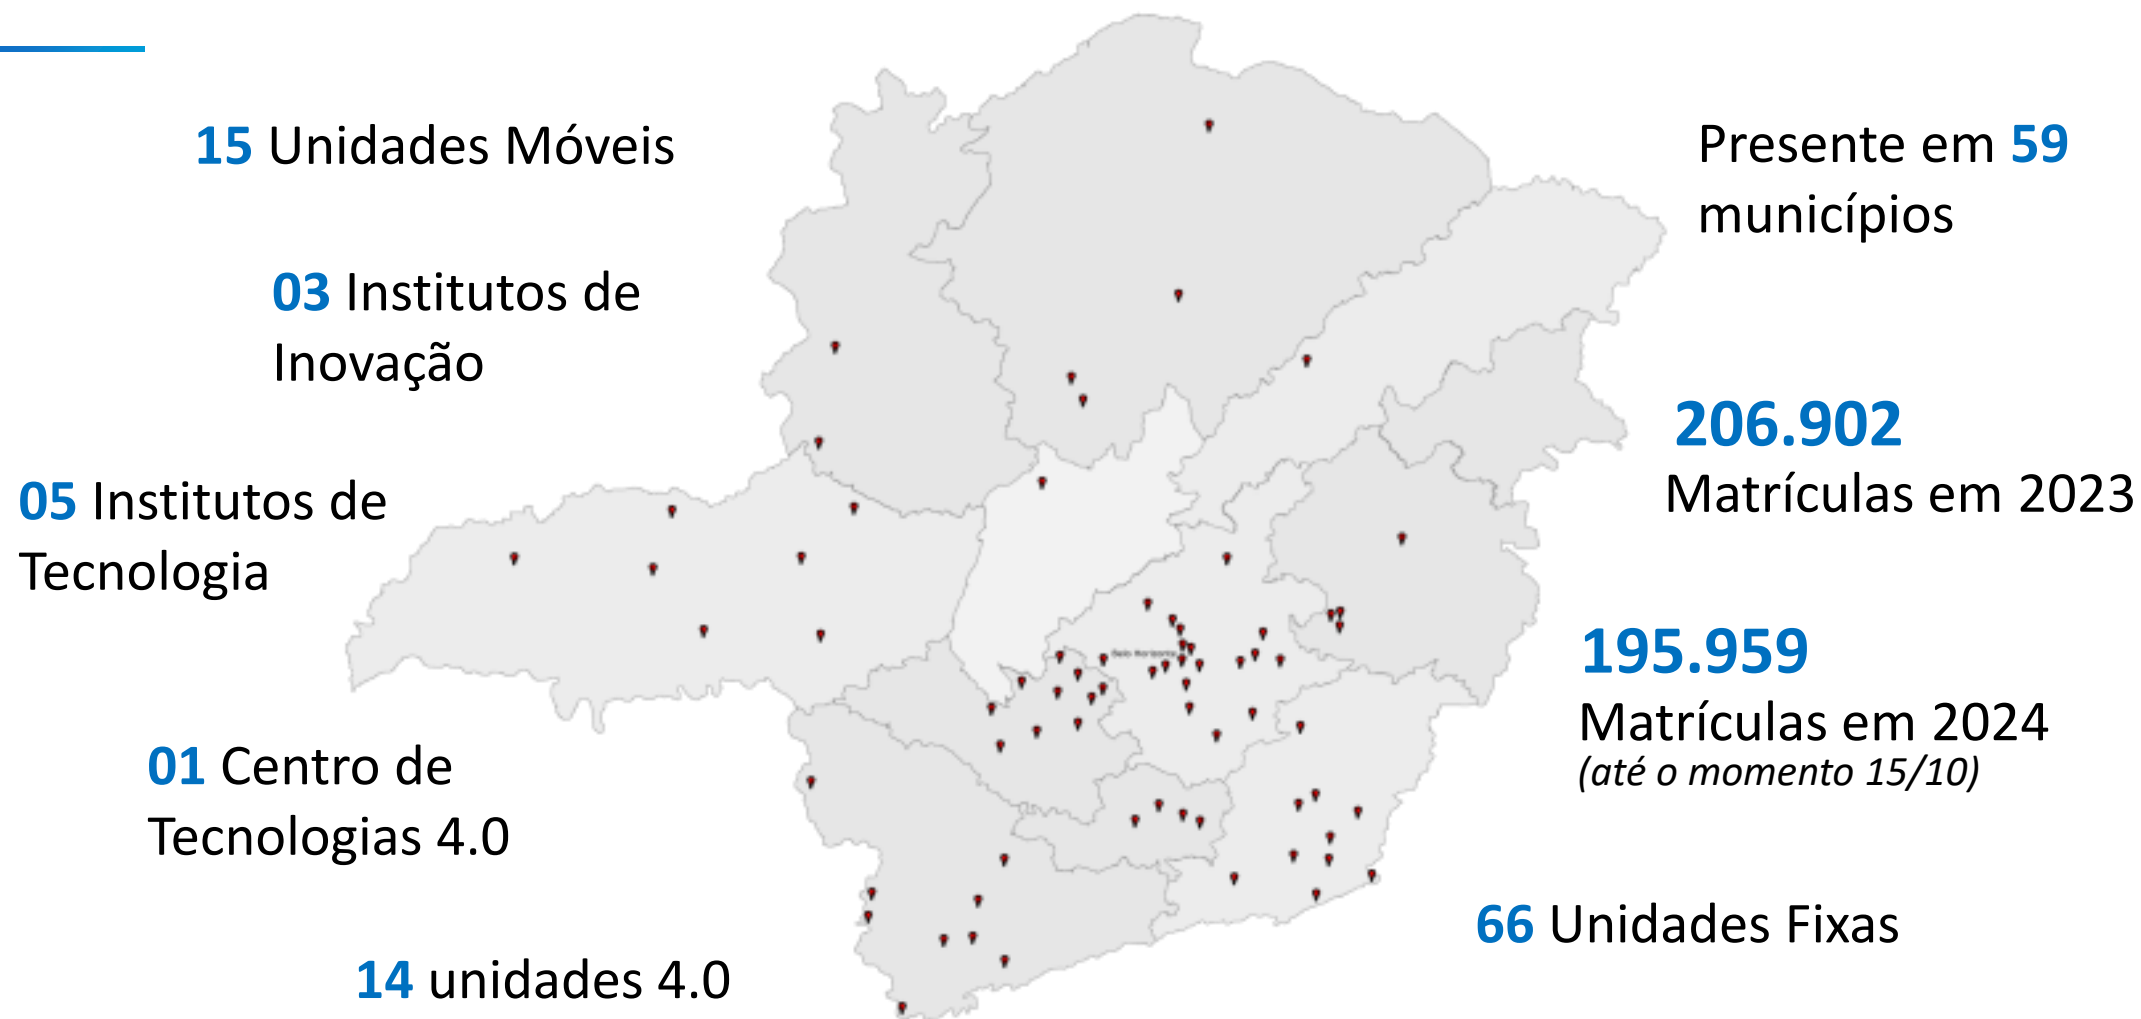 15 Unidades Móveis
03 Institutos de
Inovação
05 Institutos de
Tecnologia
01 Centro de
Tecnologias 4.0
14 unidades 4.0
Belo Horizonte
Presente em 59
municípios
206.902
Matrículas em 2023
195.959
Matrículas em 2024
(até o momento 15/10)
66 Unidades Fixas